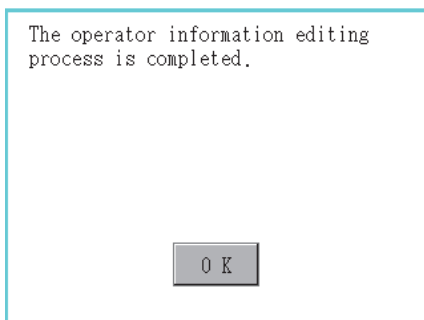 The operator information editing
process is completed.
O K